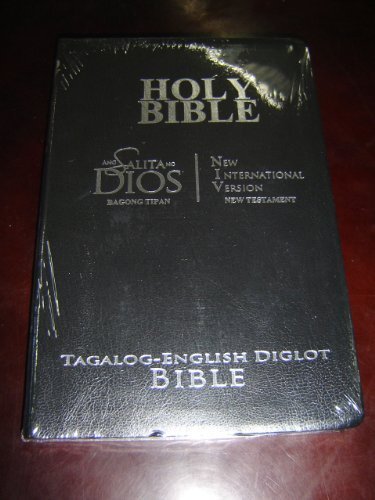 HOLY
BIBLE
ANG SALITA NG
DIOS
BAGONG TIPAN
NEW
INTERNATIONAL
VERSION
NEW TESTAMENT
TAGALOG-ENGLISH DIGLOT
BIBLE